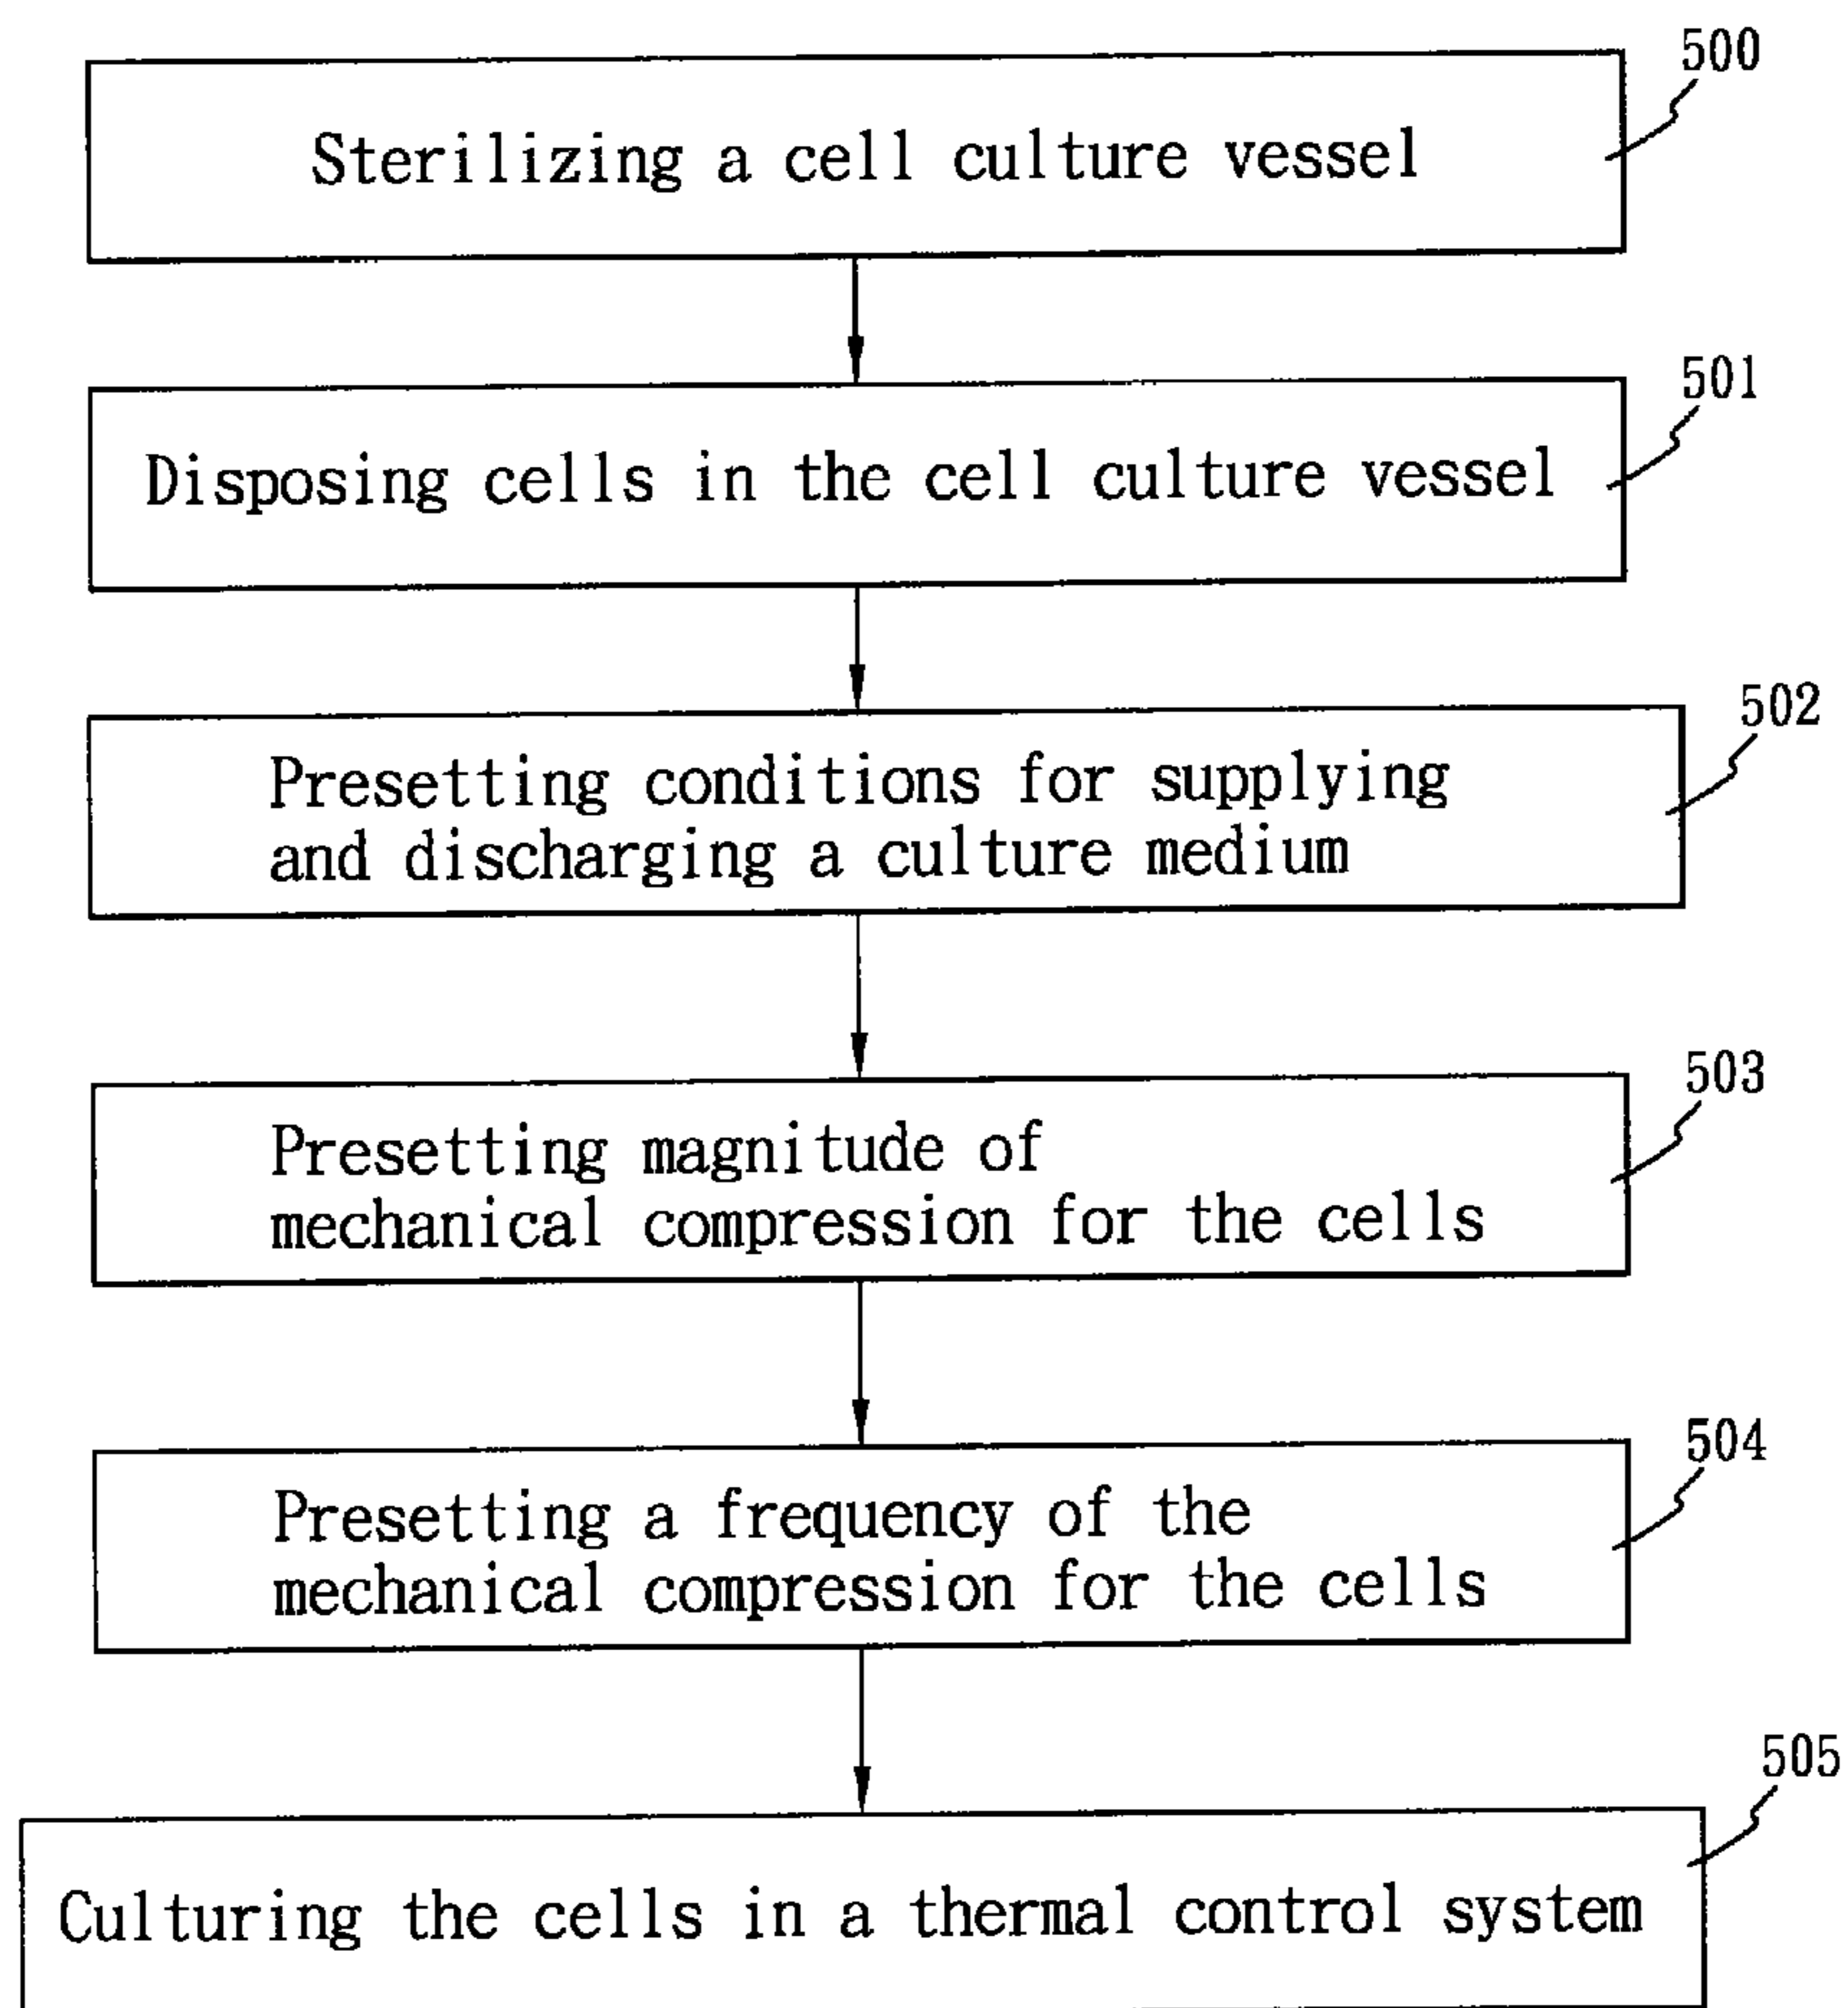 500
Sterilizing a cell culture vessel
501
Disposing cells in the cell culture vessel
502
Presetting conditions for supplying
and discharging a culture medium
503
Presetting magnitude of
mechanical compression for the cells
504
Presetting a frequency of the
mechanical compression for the cells
505
Culturing the cells in a thermal control system